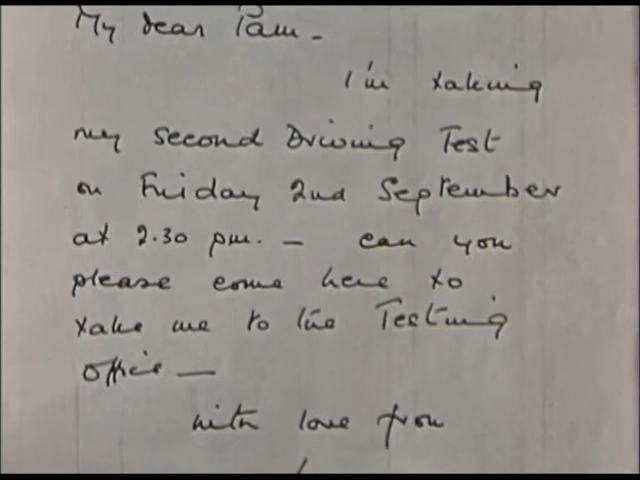 My dear Pam -
I'm taking
my second Driving Test
on Friday 2nd September
at 2.30 pm. - can you
please come here to
take me to the Testing
Office —
with love from